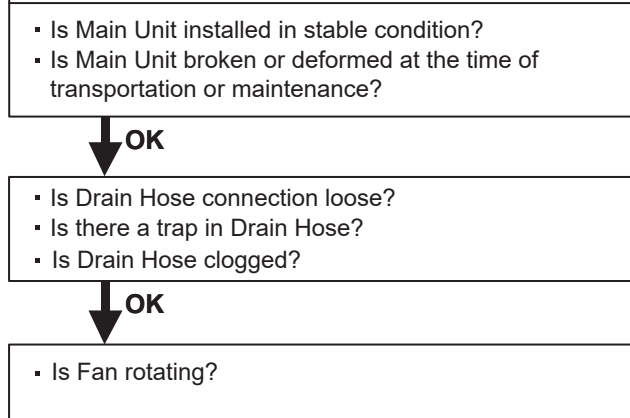 ▪ Is Main Unit installed in stable condition?
▪ Is Main Unit broken or deformed at the time of
transportation or maintenance?
OK
▪ Is Drain Hose connection loose?
▪ Is there a trap in Drain Hose?
▪ Is Drain Hose clogged?
OK
▪ Is Fan rotating?